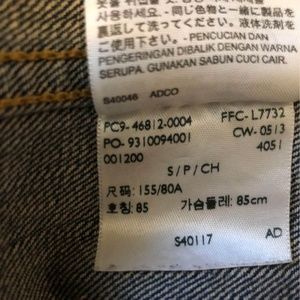 사용하세요. 同じ色物と一緒に製品を
裏返して洗ってください。液体洗剤を
ご使用下さい. - PENCUCIAN DAN
PENGERINGAN DIBALIK DENGAN WARNA
SERUPA. GUNAKAN SABUN CUCI CAIR.
S40046 ADCO
PC9- 46812-0004 FFC- L7732
PO- 9310094001 CW- 0513
001200 4051
S / P / CH
尺码: 155/80A
호칭: 85 가슴둘레: 85cm
S40117 AD